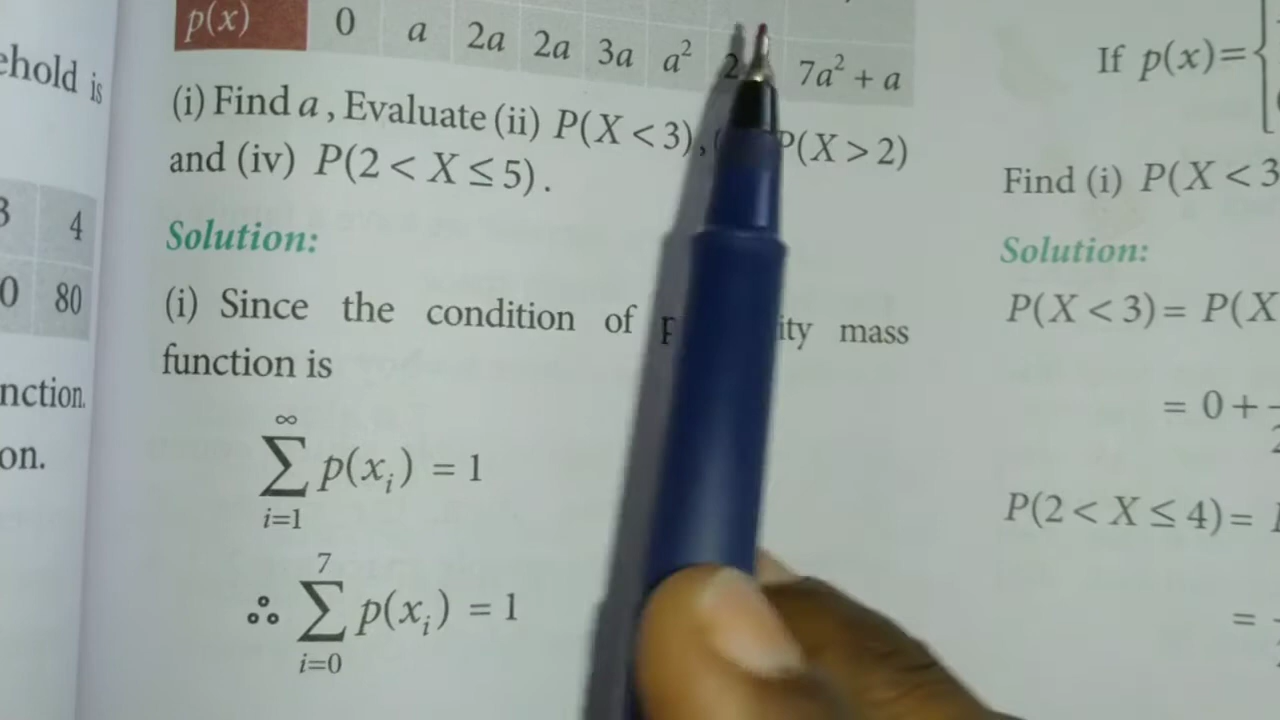 ehold is
3 4
0 80
nction.
on.
p(x) 0 a 2a 2a 3a a² 2 7a² + a
(i) Find a , Evaluate (ii) P(X < 3), P(X > 2)
and (iv) P(2 < X ≤ 5) .
Solution:
(i) Since the condition of p ity mass
function is
∞
∑ p(xᵢ) = 1
i=1
7
∴ ∑ p(xᵢ) = 1
i=0
If p(x)= {
Find (i) P(X < 3
Solution:
P(X < 3) = P(X
= 0 +
P(2 < X ≤ 4) =
=